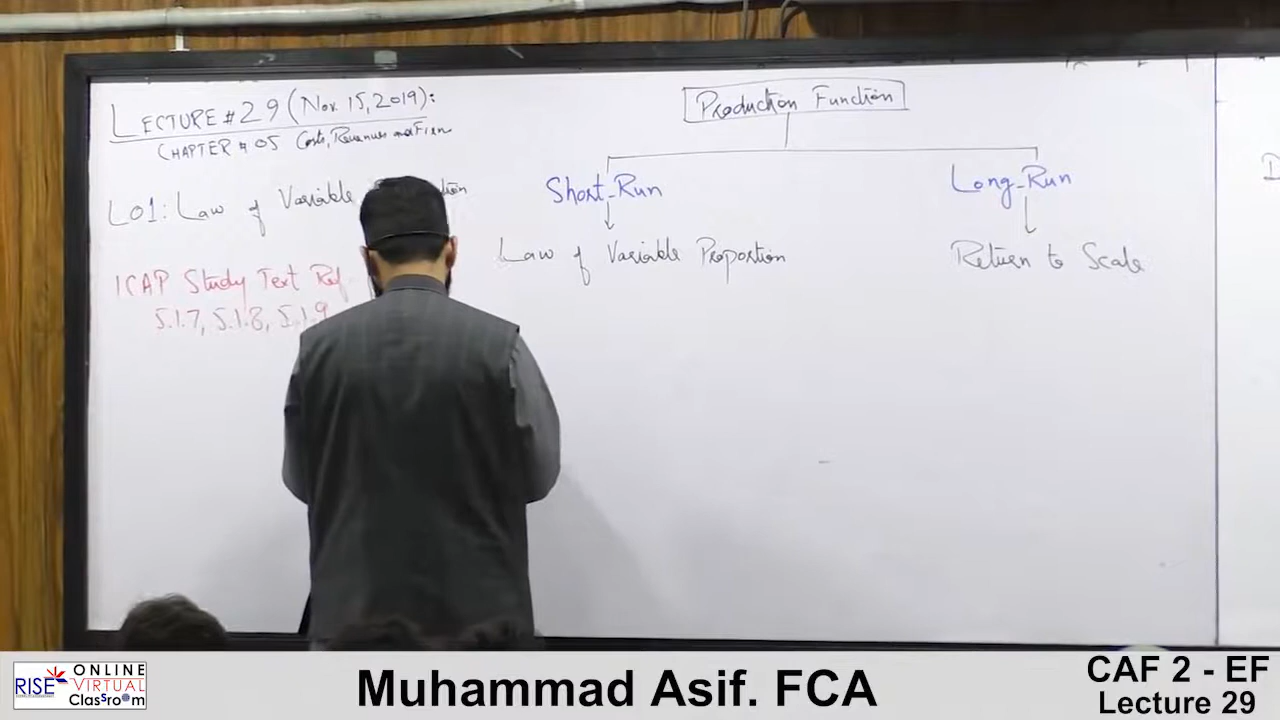 LECTURE # 29 (Nov. 15, 2019):
CHAPTER # 05 Costs, Revenues and Firm
LO1: Law of Variable
ICAP Study Text Ref.
5.1.7, 5.1.8, 5.1.9
Production Function
Short-Run
Long-Run
Law of Variable Proportion
Return to Scale
RISE
ONLINE
VIRTUAL
Classro@m
Muhammad Asif. FCA
CAF 2 - EF
Lecture 29